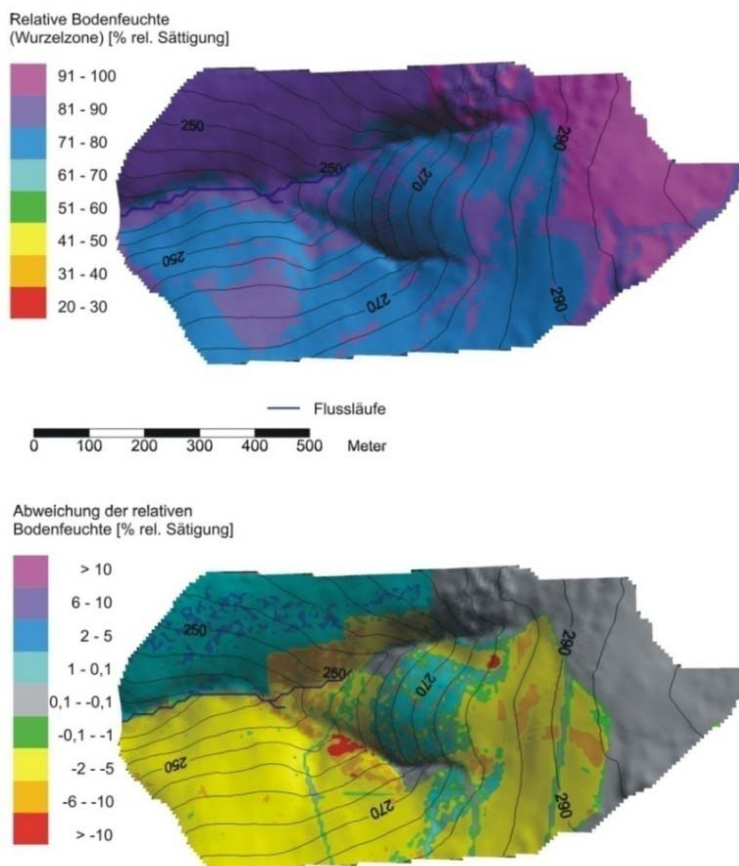 Relative Bodenfeuchte
(Wurzelzone) [% rel. Sättigung]
91 - 100
81 - 90
71 - 80
61 - 70
51 - 60
41 - 50
31 - 40
20 - 30
250
250
270
290
250
270
290
Flussläufe
0 100 200 300 400 500 Meter
Abweichung der relativen
Bodenfeuchte [% rel. Sätigung]
> 10
6 - 10
2 - 5
1 - 0,1
0,1 - -0,1
-0,1 - -1
-2 - -5
-6 - -10
> -10
250
250
270
290
250
270
290